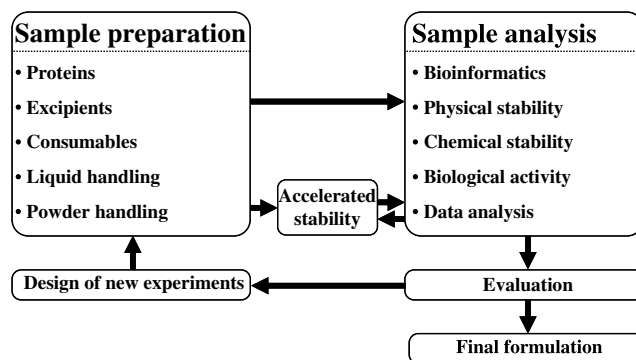 Sample preparation
• Proteins
• Excipients
• Consumables
• Liquid handling
• Powder handling
Accelerated
stability
Sample analysis
• Bioinformatics
• Physical stability
• Chemical stability
• Biological activity
• Data analysis
Design of new experiments
Evaluation
Final formulation